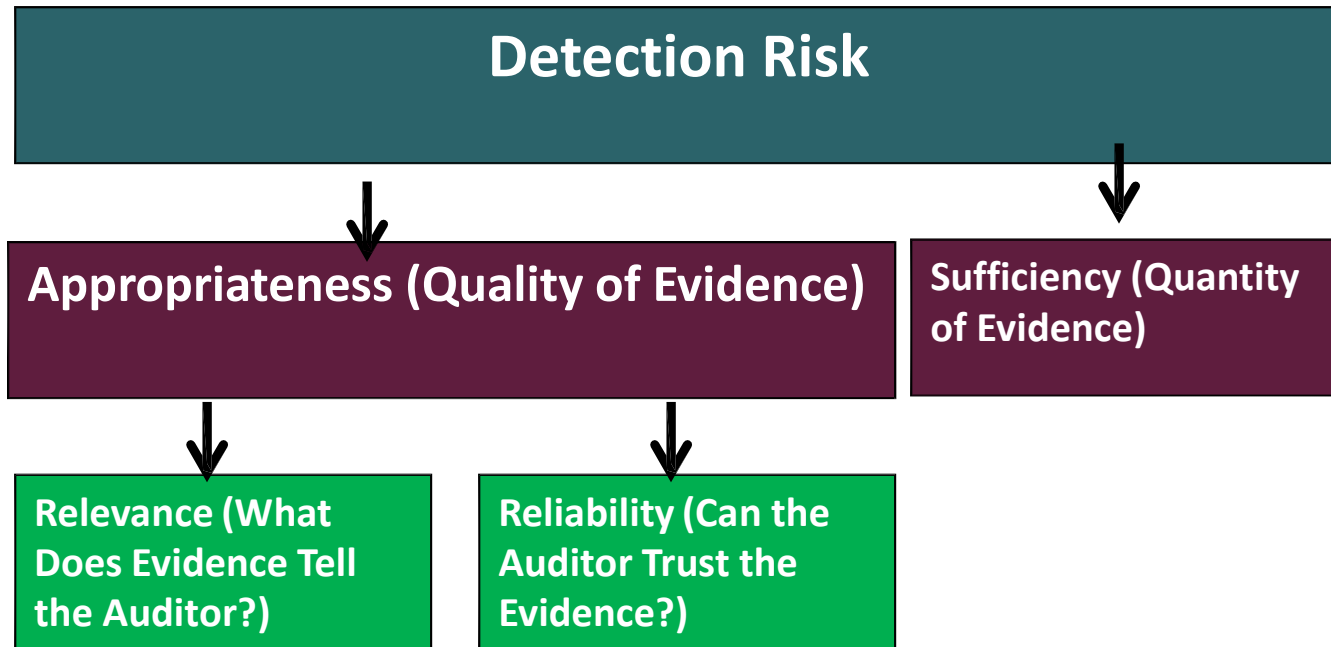 Detection Risk
Appropriateness (Quality of Evidence)
Sufficiency (Quantity
of Evidence)
Relevance (What
Does Evidence Tell
the Auditor?)
Reliability (Can the
Auditor Trust the
Evidence?)